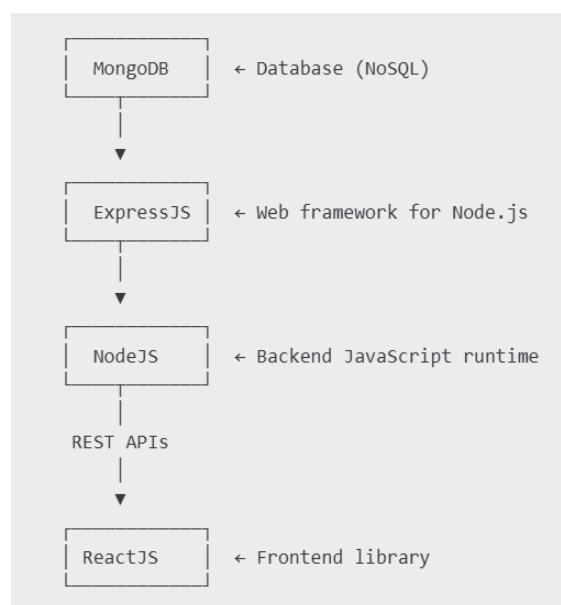 MongoDB ← Database (NoSQL)
ExpressJS ← Web framework for Node.js
NodeJS ← Backend JavaScript runtime
REST APIs
ReactJS ← Frontend library